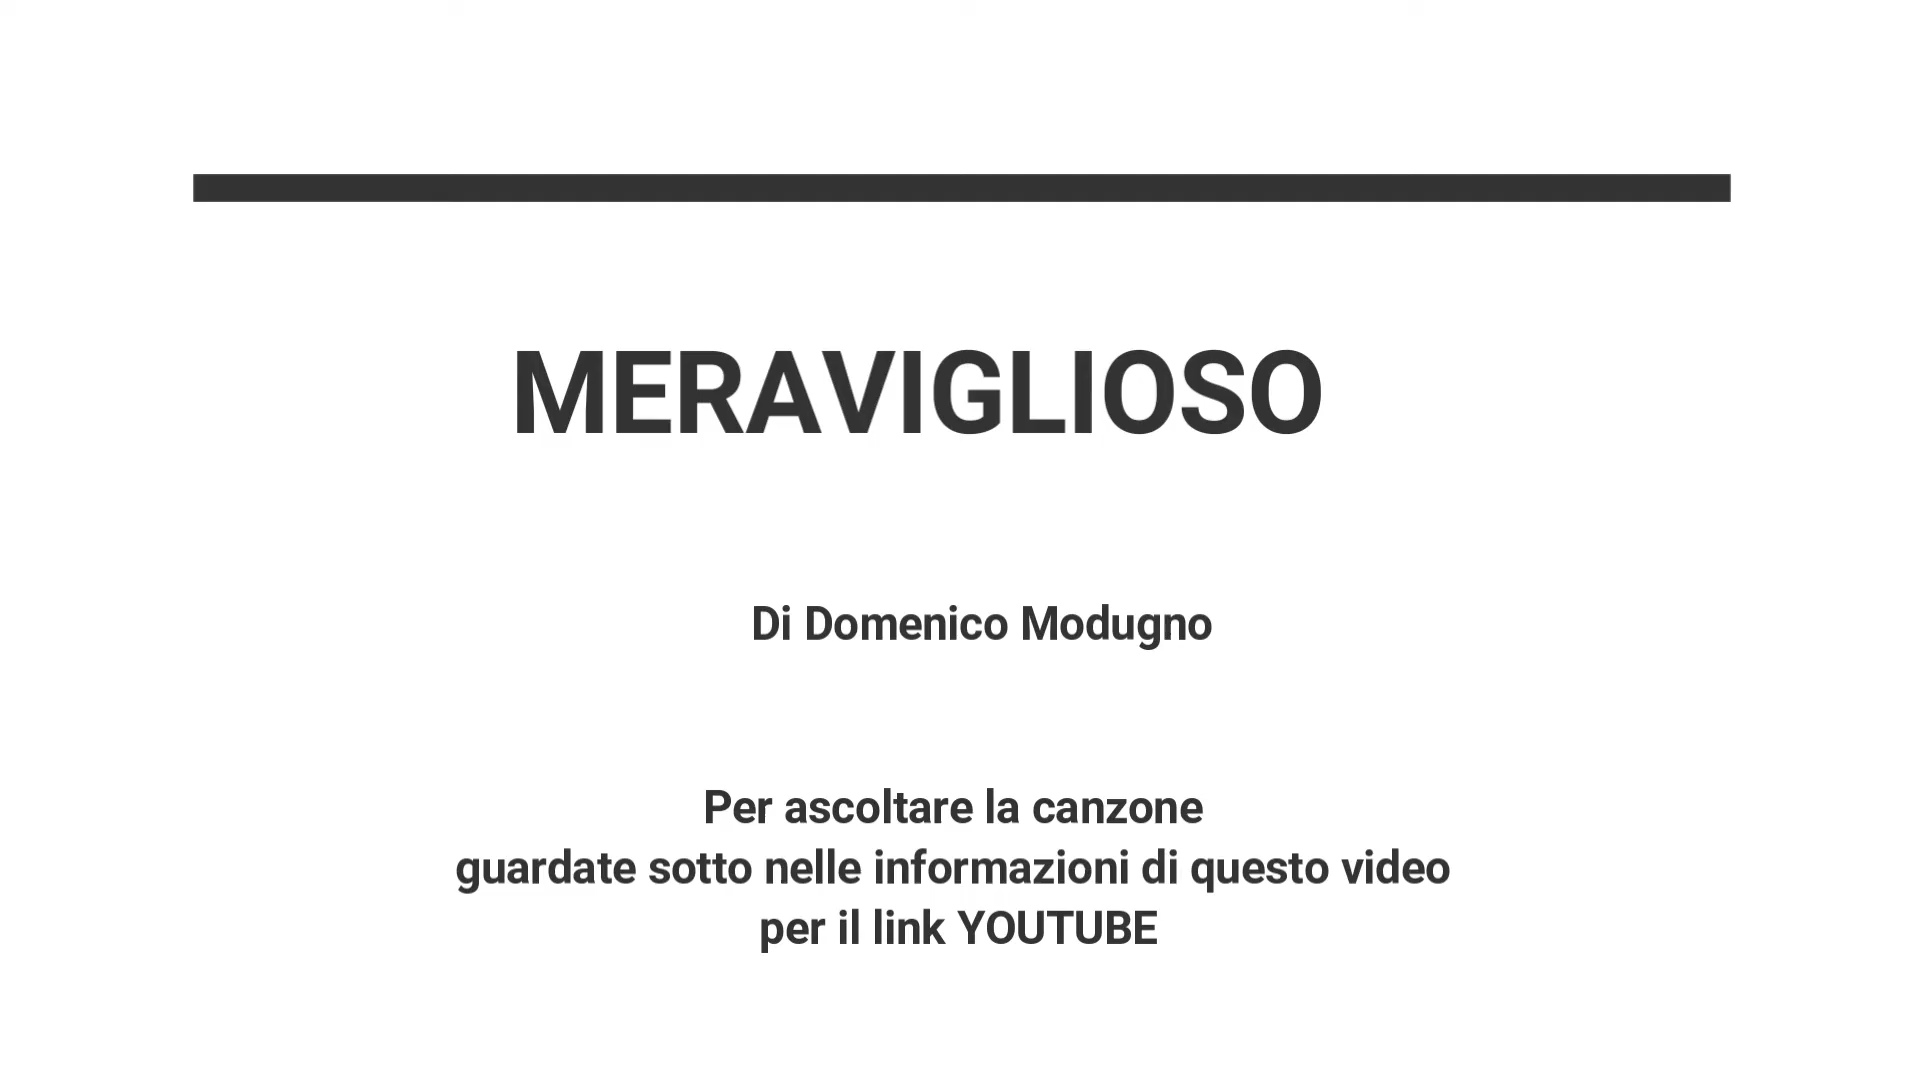 MERAVIGLIOSO
Di Domenico Modugno
Per ascoltare la canzone
guardate sotto nelle informazioni di questo video
per il link YOUTUBE